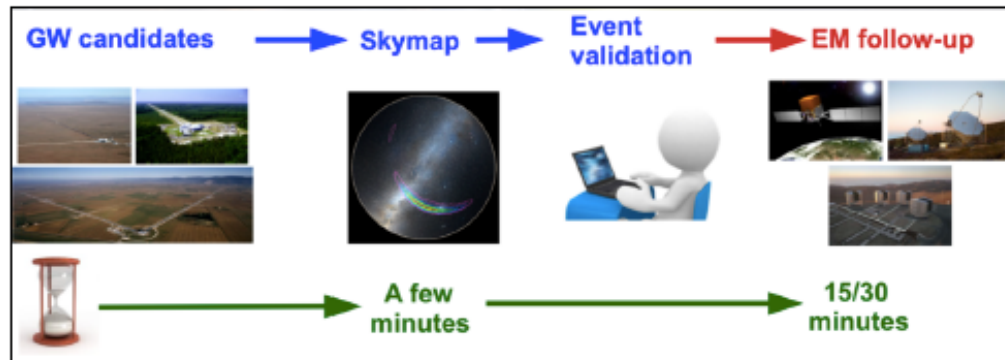 GW candidates
Skymap
Event
validation
EM follow-up
A few
minutes
15/30
minutes